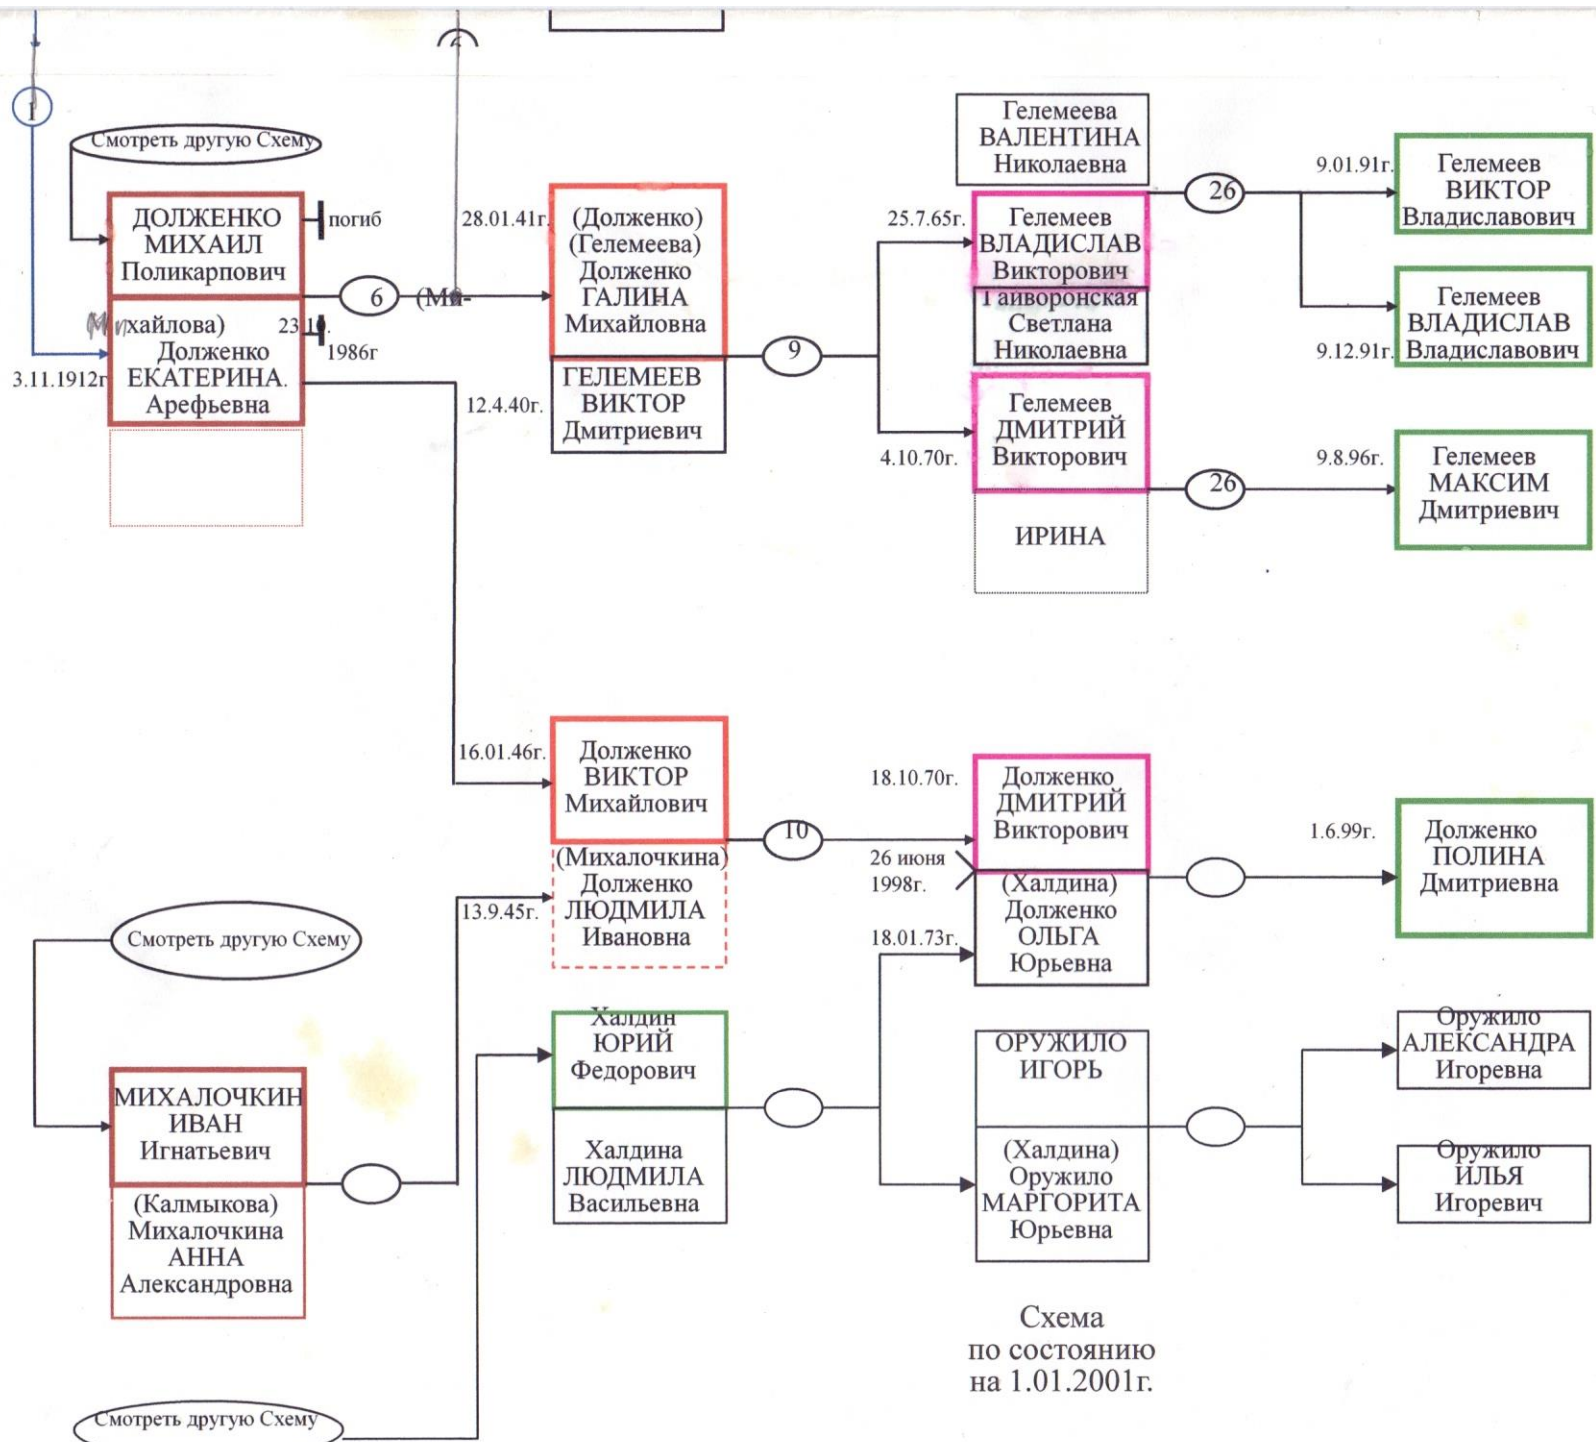 1
Смотреть другую Схему
ДОЛЖЕНКО
МИХАИЛ
Поликарпович
погиб
6
(Ми-
хайлова)
Долженко
ЕКАТЕРИНА.
Арефьевна
3.11.1912г
1986г
28.01.41г.
(Долженко)
(Гелемеева)
Долженко
ГАЛИНА
Михайловна
12.4.40г.
ГЕЛЕМЕЕВ
ВИКТОР
Дмитриевич
9
Гелемеева
ВАЛЕНТИНА
Николаевна
25.7.65г.
Гелемеев
ВЛАДИСЛАВ
Викторович
Гайворонская
Светлана
Николаевна
4.10.70г.
Гелемеев
ДМИТРИЙ
Викторович
ИРИНА
26
9.01.91г.
Гелемеев
ВИКТОР
Владиславович
9.12.91г.
Гелемеев
ВЛАДИСЛАВ
Владиславович
26
9.8.96г.
Гелемеев
МАКСИМ
Дмитриевич
16.01.46г.
Долженко
ВИКТОР
Михайлович
13.9.45г.
(Михалочкина)
Долженко
ЛЮДМИЛА
Ивановна
10
18.10.70г.
Долженко
ДМИТРИЙ
Викторович
26 июня
1998г.
18.01.73г.
(Халдина)
Долженко
ОЛЬГА
Юрьевна
1.6.99г.
Долженко
ПОЛИНА
Дмитриевна
Смотреть другую Схему
МИХАЛОЧКИН
ИВАН
Игнатьевич
(Калмыкова)
Михалочкина
АННА
Александровна
Халдин
ЮРИЙ
Федорович
Халдина
ЛЮДМИЛА
Васильевна
ОРУЖИЛО
ИГОРЬ
(Халдина)
Оружило
МАРГОРИТА
Юрьевна
Оружило
АЛЕКСАНДРА
Игоревна
Оружило
ИЛЬЯ
Игоревич
Схема
по состоянию
на 1.01.2001г.
Смотреть другую Схему